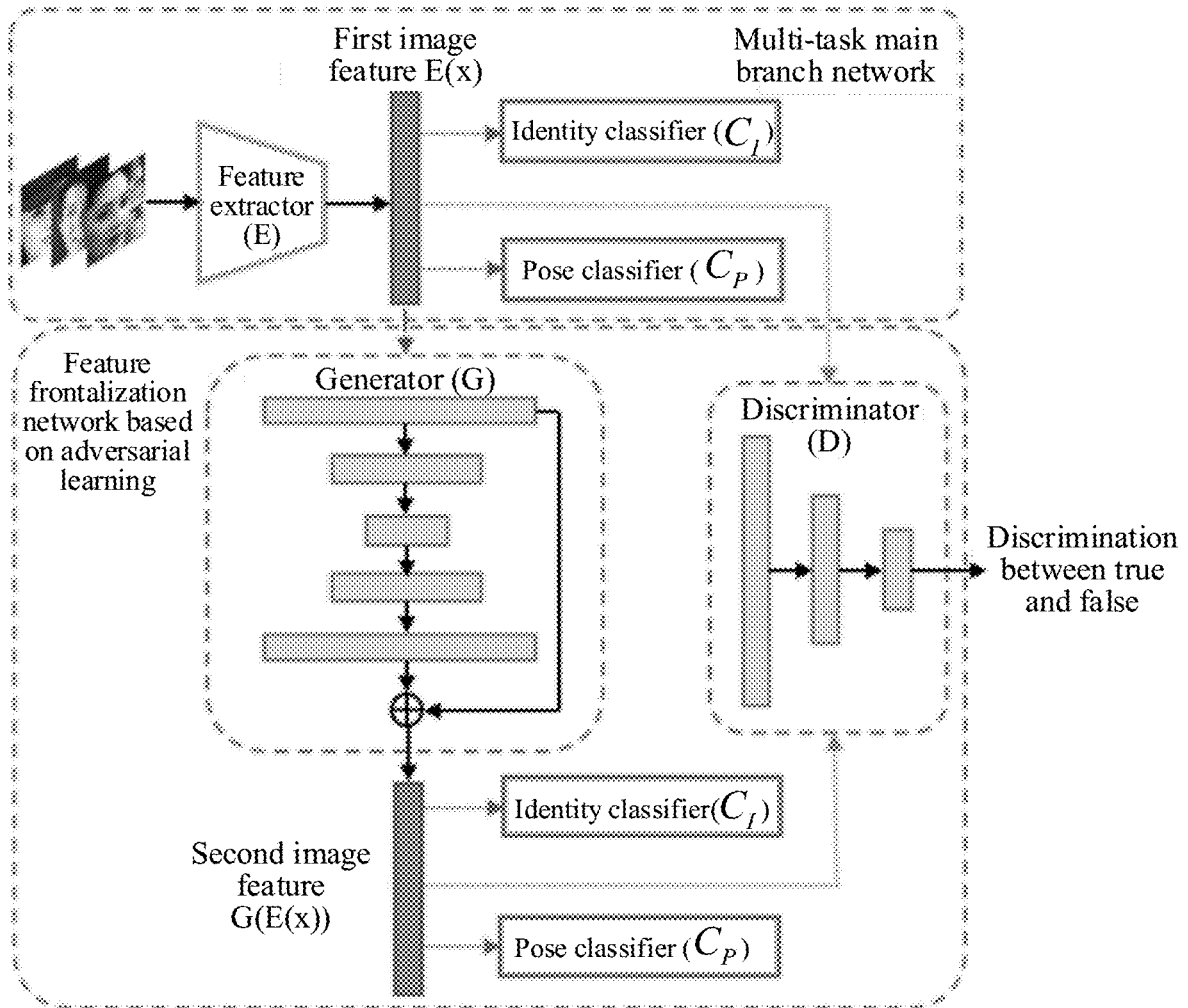 First image
feature E(x)
Multi-task main
branch network
Identity classifier (C_I)
Feature
extractor
(E)
Pose classifier (C_P)
Feature
frontalization
network based
on adversarial
learning
Generator (G)
Discriminator
(D)
Discrimination
between true
and false
Identity classifier(C_I)
Second image
feature
G(E(x))
Pose classifier (C_P)